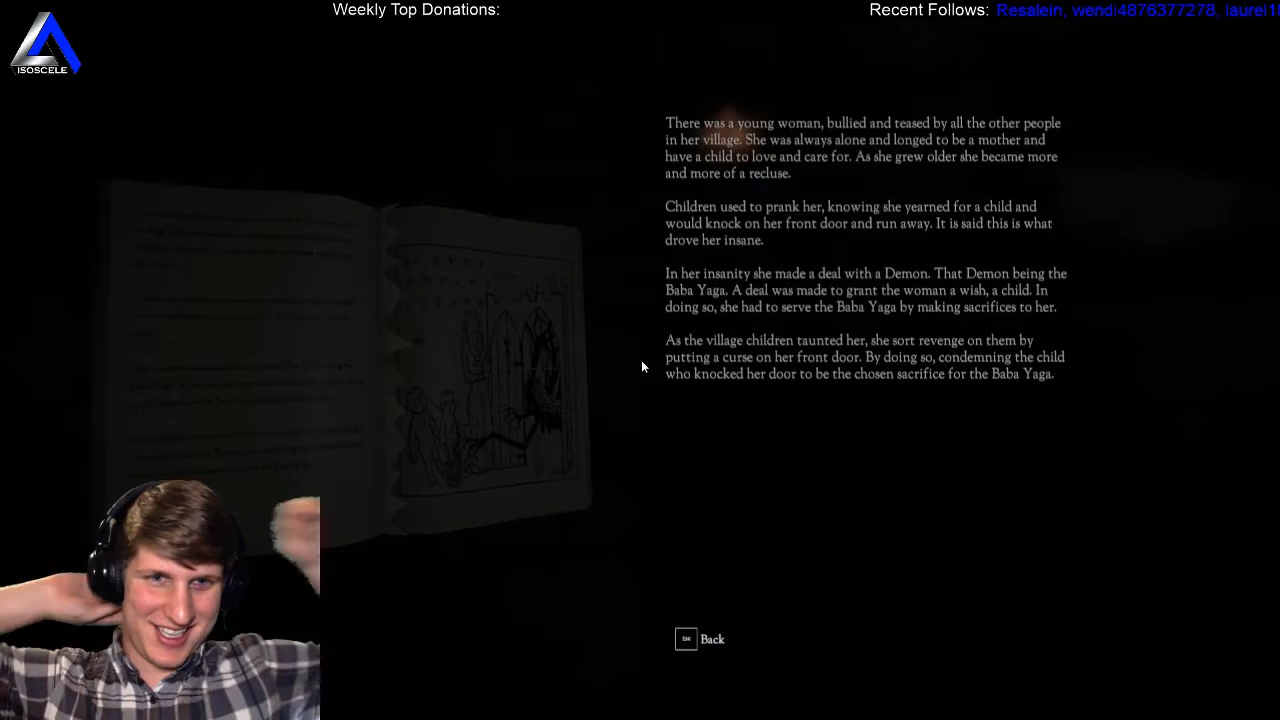 Weekly Top Donations:
Recent Follows: Resalein, wendi4876377278, laurel1
ISOSCELE
There was a young woman, bullied and teased by all the other people
in her village. She was always alone and longed to be a mother and
have a child to love and care for. As she grew older she became more
and more of a recluse.
Children used to prank her, knowing she yearned for a child and
would knock on her front door and run away. It is said this is what
drove her insane.
In her insanity she made a deal with a Demon. That Demon being the
Baba Yaga. A deal was made to grant the woman a wish, a child. In
doing so, she had to serve the Baba Yaga by making sacrifices to her.
As the village children taunted her, she sort revenge on them by
putting a curse on her front door. By doing so, condemning the child
who knocked her door to be the chosen sacrifice for the Baba Yaga.
Esc Back